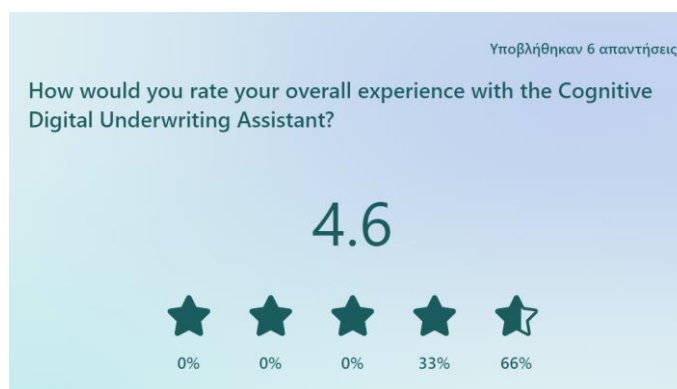 Υποβλήθηκαν 6 απαντήσεις
How would you rate your overall experience with the Cognitive
Digital Underwriting Assistant?
4.6
0% 0% 0% 33% 66%